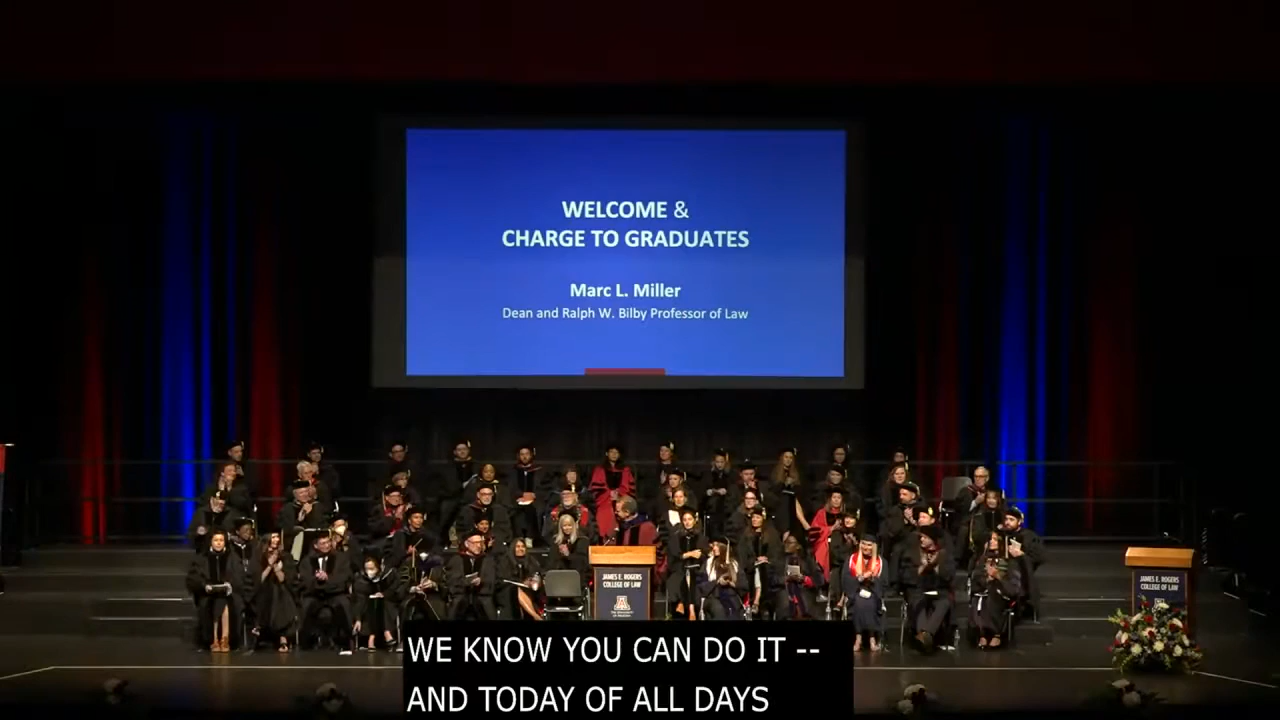 WELCOME &
CHARGE TO GRADUATES
Marc L. Miller
Dean and Ralph W. Bilby Professor of Law
JAMES E. ROGERS
COLLEGE OF LAW
JAMES E. ROGERS
COLLEGE OF LAW
WE KNOW YOU CAN DO IT --
AND TODAY OF ALL DAYS